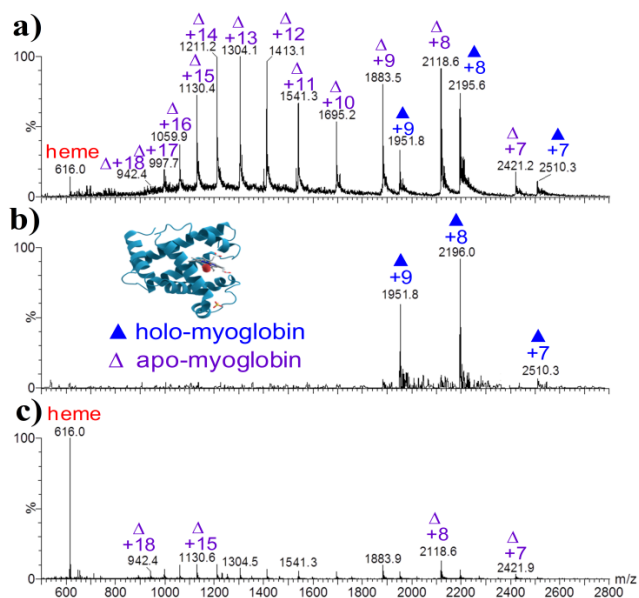 a)
Δ +14
Δ +13
Δ +12
Δ +8
1211.2
1304.1
1413.1
2118.6
+8
2195.6
Δ +15
1130.4
Δ +11
1541.3
Δ +9
1883.5
Δ +10
1695.2
+9
1951.8
Δ +16
1059.9
Δ +17
997.7
Δ +18
942.4
heme
616.0
Δ +7
2421.2
+7
2510.3
100
%
0
b)
+8
2196.0
+9
1951.8
+7
2510.3
holo-myoglobin
Δ apo-myoglobin
100
%
0
c)
heme
616.0
Δ +18
942.4
Δ +15
1130.6
1304.5
1541.3
1883.9
Δ +8
2118.6
Δ +7
2421.9
100
%
0
600 800 1000 1200 1400 1600 1800 2000 2200 2400 2600 2800
m/z